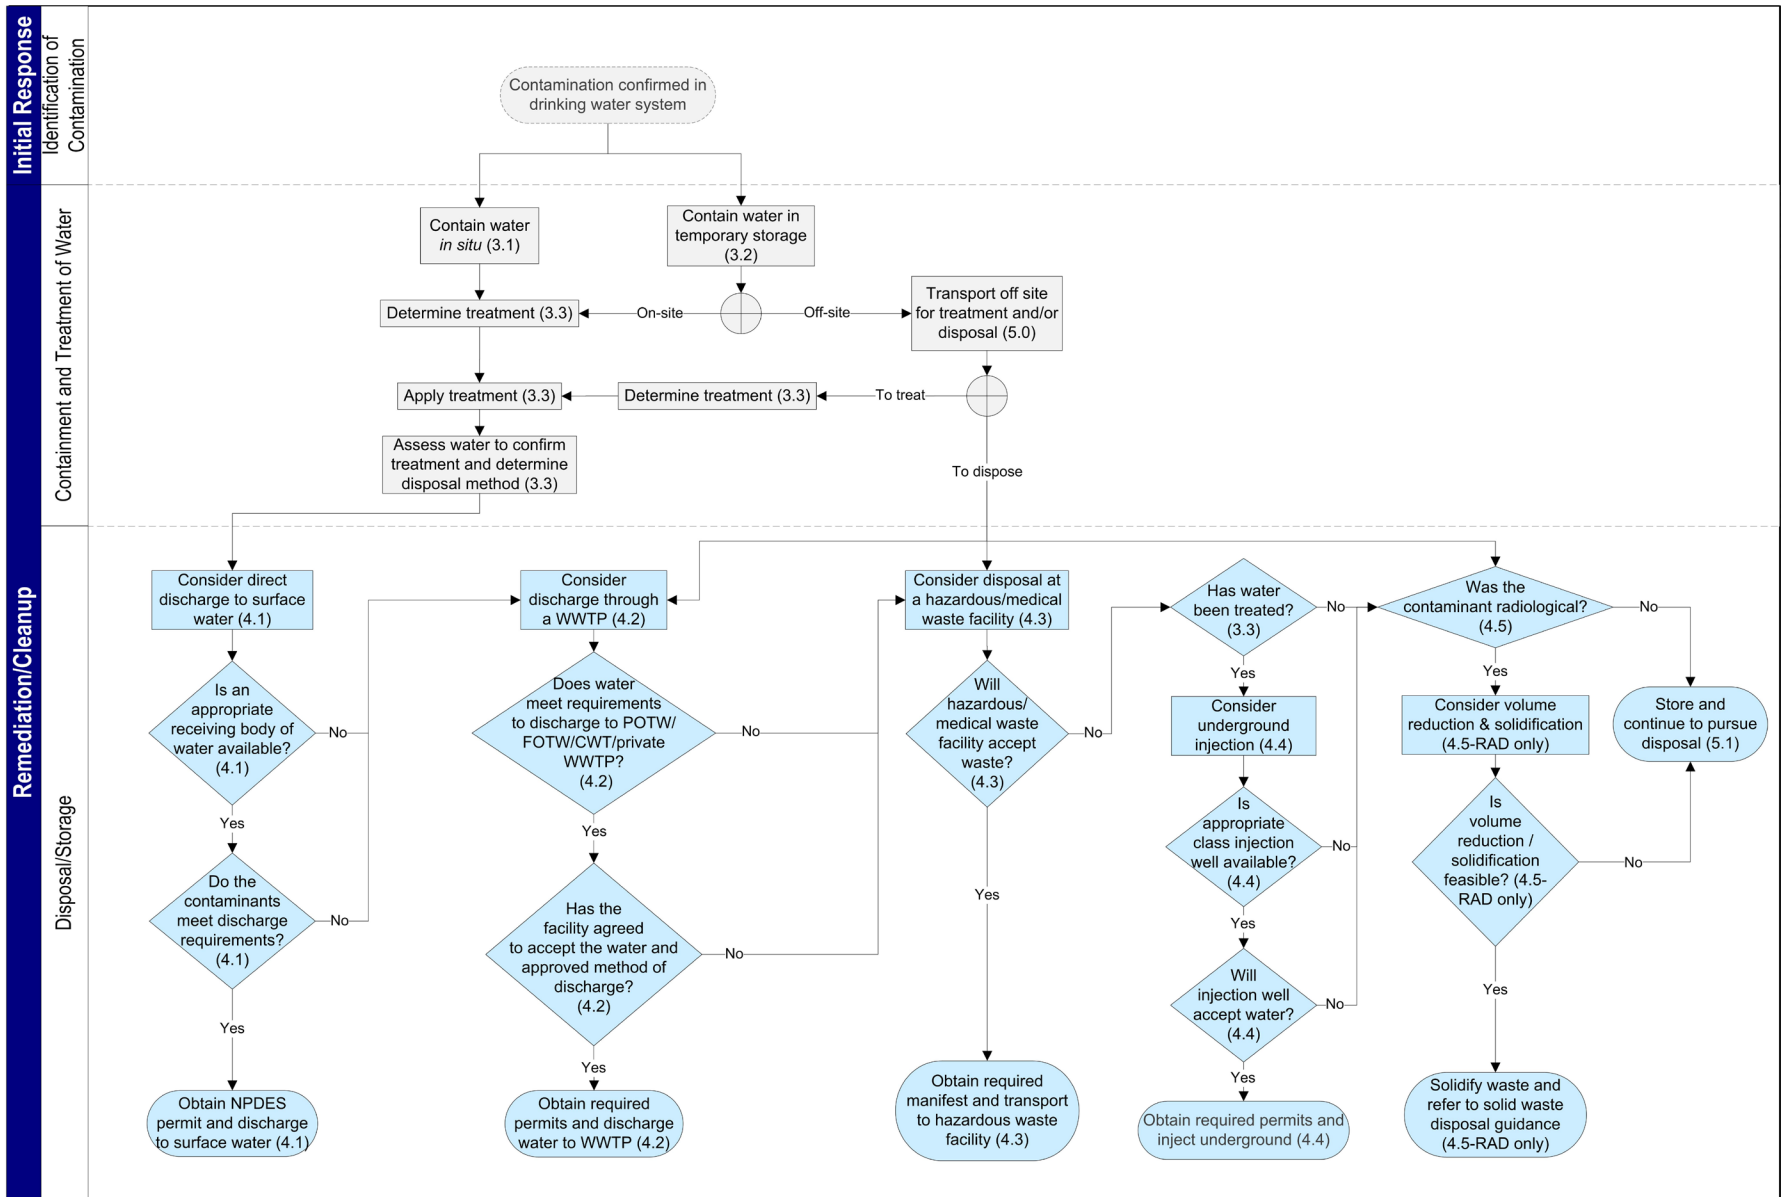 Initial Response
Identification of
Contamination
Contamination confirmed in
drinking water system
Remediation/Cleanup
Containment and Treatment of Water
Contain water
in situ (3.1)
Contain water in
temporary storage
(3.2)
Determine treatment (3.3)
On-site
Off-site
Transport off site
for treatment and/or
disposal (5.0)
Apply treatment (3.3)
Determine treatment (3.3)
To treat
Assess water to confirm
treatment and determine
disposal method (3.3)
To dispose
Disposal/Storage
Consider direct
discharge to surface
water (4.1)
Is an
appropriate
receiving body of
water available?
(4.1)
No
Yes
Do the
contaminants
meet discharge
requirements?
(4.1)
No
Yes
Obtain NPDES
permit and discharge
to surface water (4.1)
Consider
discharge through
a WWTP (4.2)
Does water
meet requirements
to discharge to POTW/
FOTW/CWT/private
WWTP?
(4.2)
No
Yes
Has the
facility agreed
to accept the water and
approved method of
discharge?
(4.2)
No
Yes
Obtain required
permits and discharge
water to WWTP (4.2)
Consider disposal at
a hazardous/medical
waste facility (4.3)
Will
hazardous/
medical waste
facility accept
waste?
(4.3)
No
Yes
Obtain required
manifest and transport
to hazardous waste
facility (4.3)
Has water
been treated?
(3.3)
No
Yes
Consider
underground
injection (4.4)
Is
appropriate
class injection
well available?
(4.4)
No
Yes
Will
injection well
accept water?
(4.4)
No
Yes
Obtain required permits and
inject underground (4.4)
Was the
contaminant radiological?
(4.5)
No
Yes
Consider volume
reduction & solidification
(4.5-RAD only)
Is
volume
reduction /
solidification
feasible? (4.5-
RAD only)
No
Yes
Solidify waste and
refer to solid waste
disposal guidance
(4.5-RAD only)
Store and
continue to pursue
disposal (5.1)